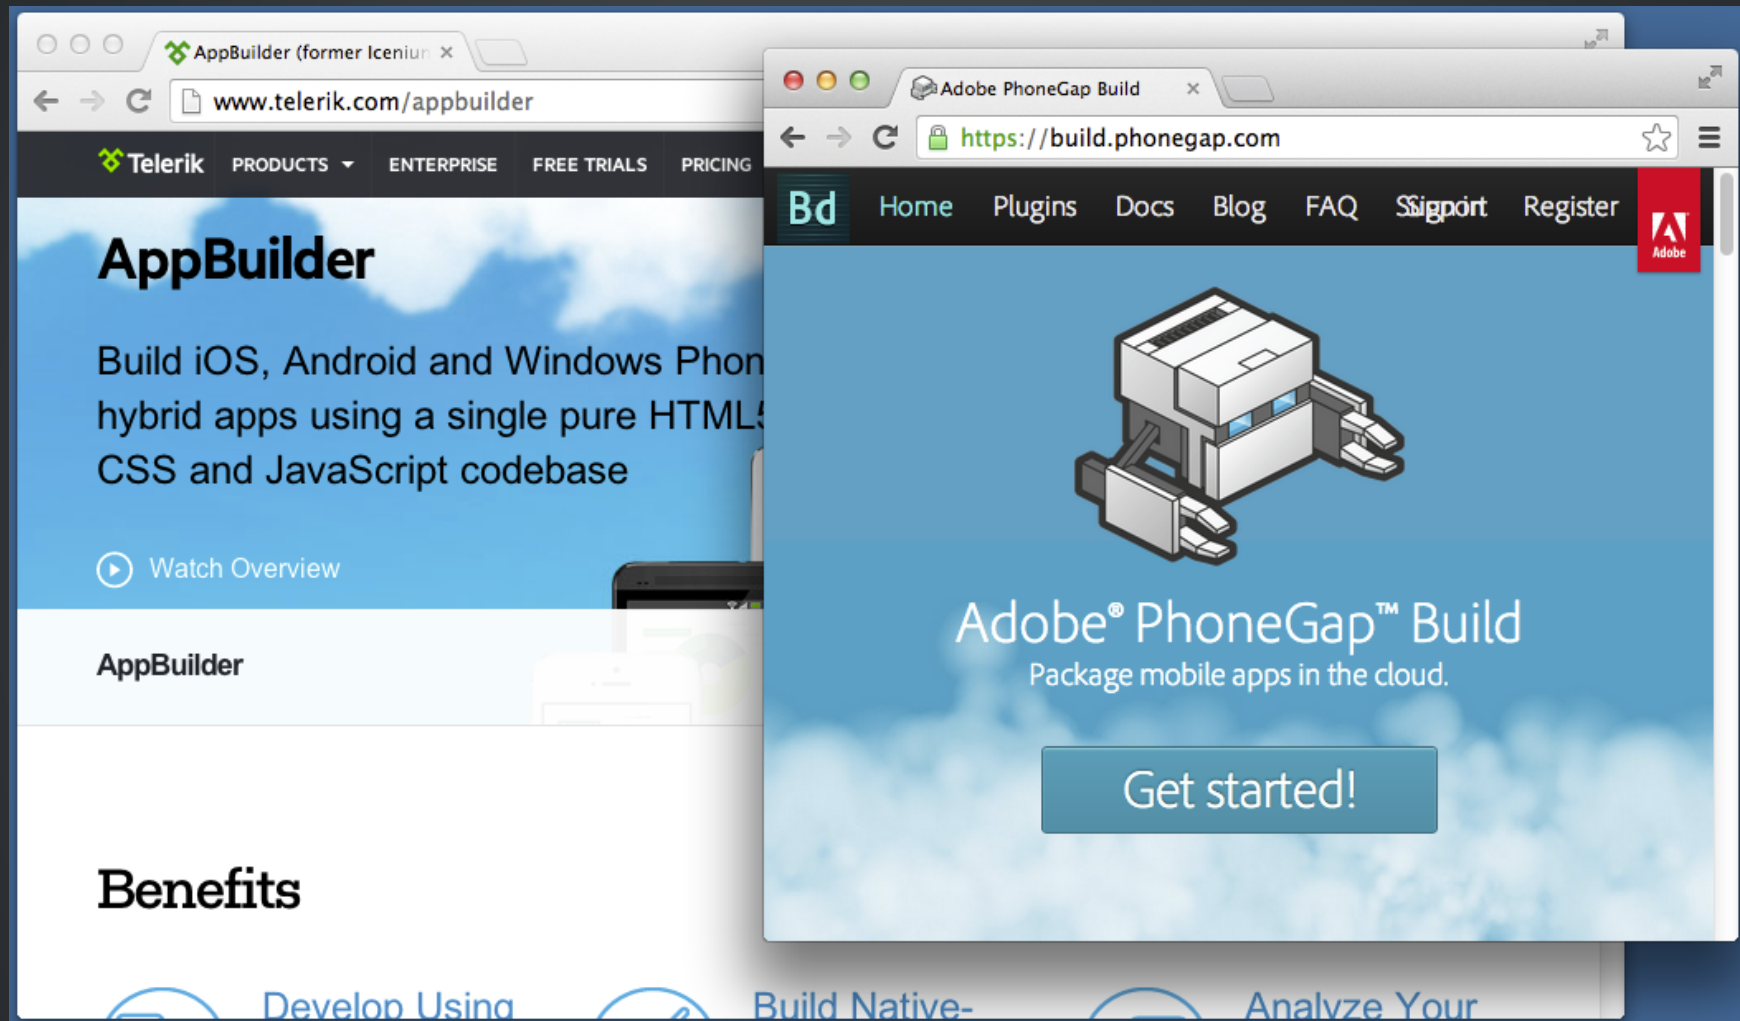 AppBuilder (former Iceniu
www.telerik.com/appbuilder
Telerik PRODUCTS ENTERPRISE FREE TRIALS PRICING
AppBuilder
Build iOS, Android and Windows Phon
hybrid apps using a single pure HTML5
CSS and JavaScript codebase
Watch Overview
AppBuilder
Benefits
Develop Using
Build Native-
Analyze Your
Adobe PhoneGap Build
https://build.phonegap.com
Bd Home Plugins Docs Blog FAQ Register
Adobe
Adobe® PhoneGap™ Build
Package mobile apps in the cloud.
Get started!